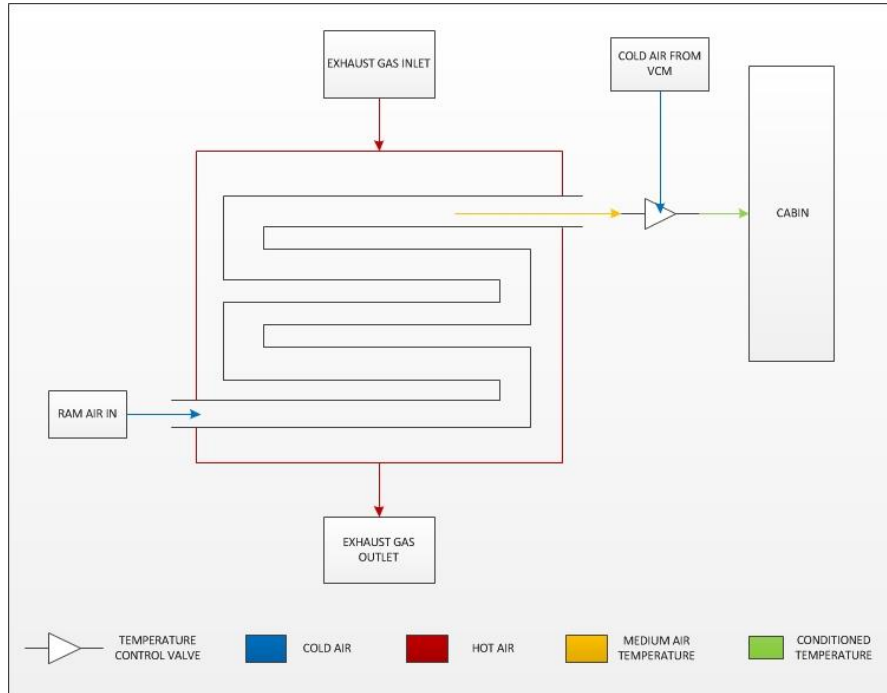 EXHAUST GAS INLET
COLD AIR FROM
VCM
CABIN
RAM AIR IN
EXHAUST GAS
OUTLET
TEMPERATURE
CONTROL VALVE
COLD AIR
HOT AIR
MEDIUM AIR
TEMPERATURE
CONDITIONED
TEMPERATURE